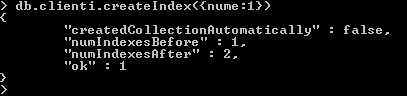 > db.clienti.createIndex({nume:1})
{
        "createdCollectionAutomatically" : false,
        "numIndexesBefore" : 1,
        "numIndexesAfter" : 2,
        "ok" : 1
}
>